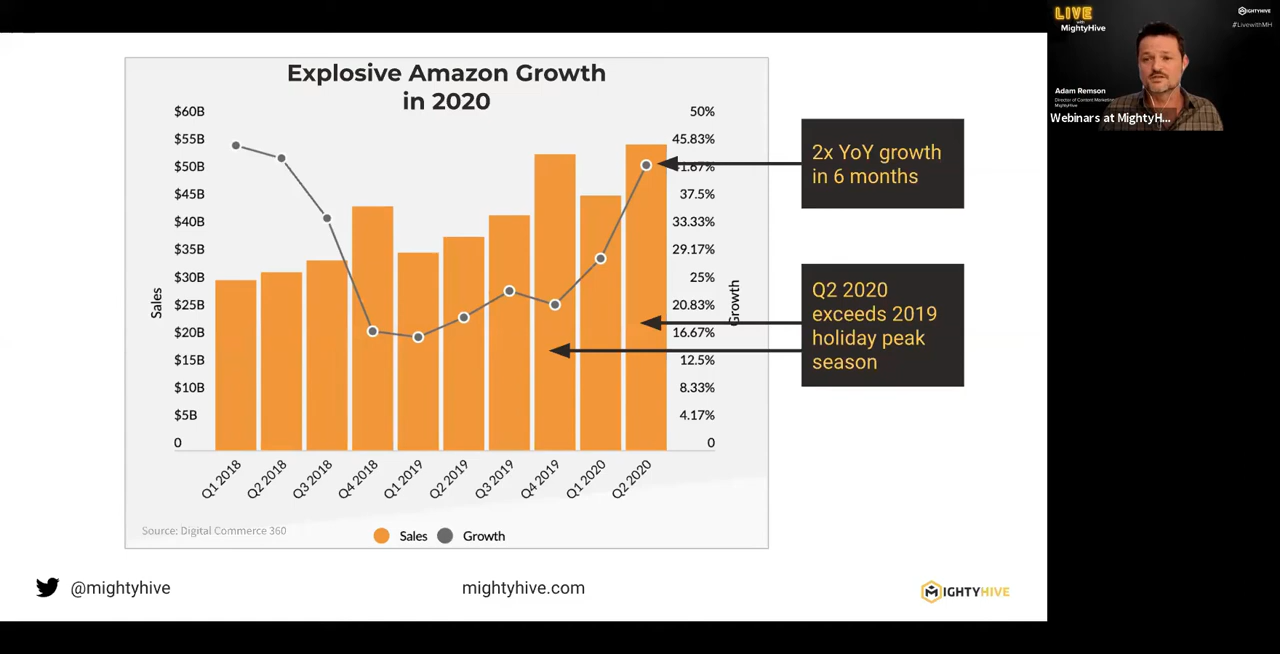 Explosive Amazon Growth
in 2020
$60B
$55B
$50B
$45B
$40B
$35B
$30B
$25B
$20B
$15B
$10B
$5B
0
Sales
50%
45.83%
41.67%
37.5%
33.33%
29.17%
25%
20.83%
16.67%
12.5%
8.33%
4.17%
0
Growth
Q1 2018
Q2 2018
Q3 2018
Q4 2018
Q1 2019
Q2 2019
Q3 2019
Q4 2019
Q1 2020
Q2 2020
Source: Digital Commerce 360
Sales
Growth
2x YoY growth
in 6 months
Q2 2020
exceeds 2019
holiday peak
season
@mightyhive
mightyhive.com
MIGHTYHIVE
LIVE
with
MightyHive
MIGHTYHIVE
#LivewithMH
Adam Remson
Director of Content Marketing
MightyHive
Webinars at MightyH...